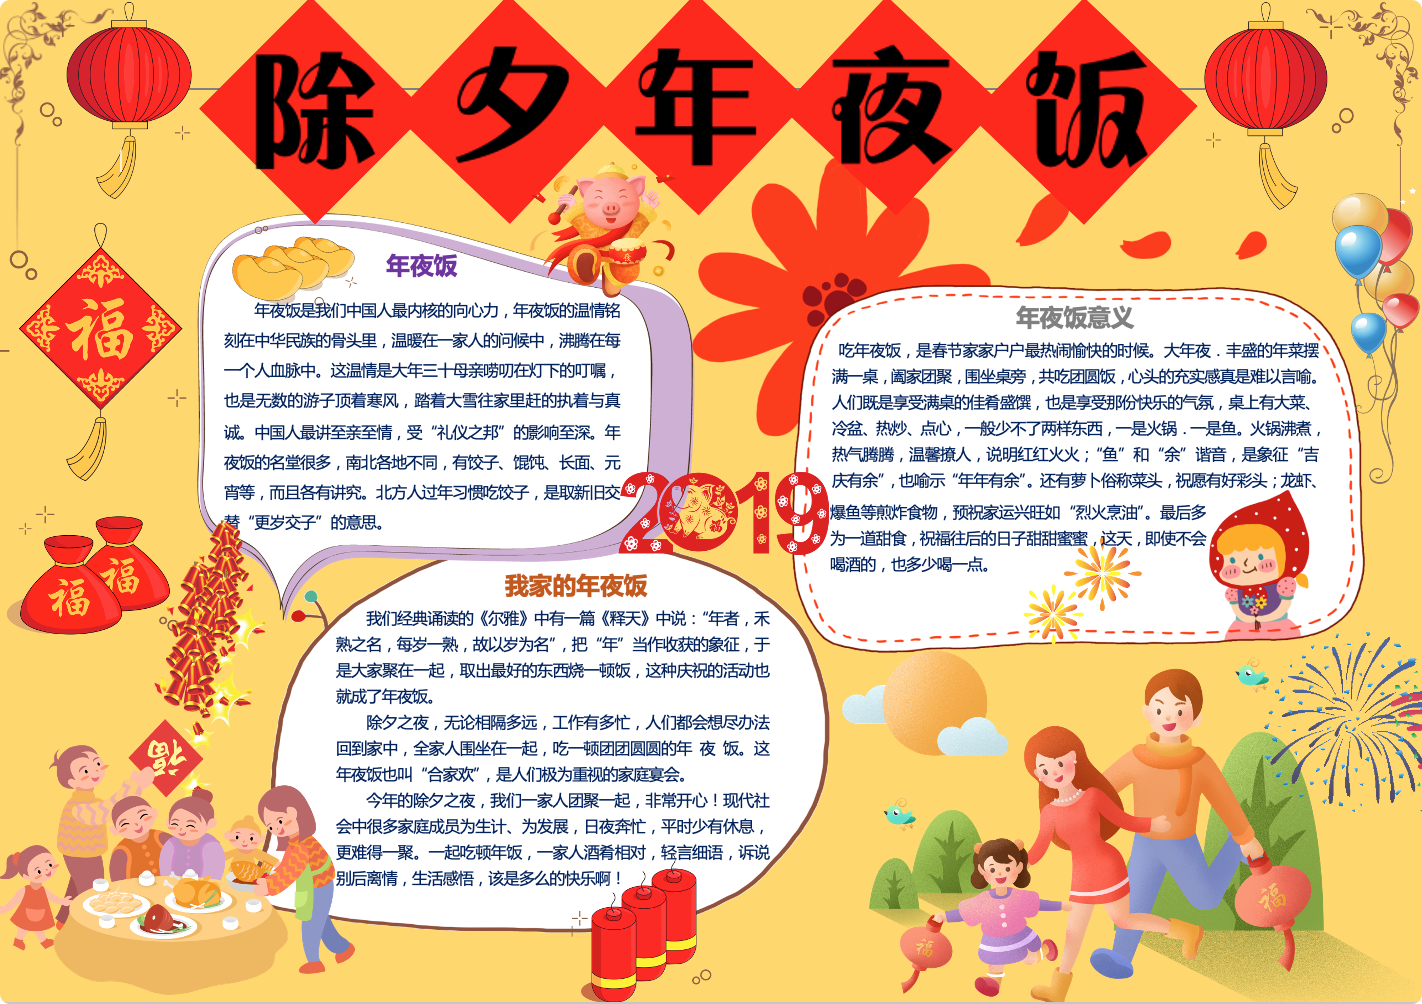 除夕年夜饭
福
年夜饭
年夜饭是我们中国人最内核的向心力，年夜饭的温情铭
刻在中华民族的骨头里，温暖在一家人的问候中，沸腾在每
一个人血脉中。这温情是大年三十母亲唠叨在灯下的叮嘱，
也是无数的游子顶着寒风，踏着大雪往家里赶的执着与真
诚。中国人最讲至亲至情，受“礼仪之邦”的影响至深。年
夜饭的名堂很多，南北各地不同，有饺子、馄饨、长面、元
宵等，而且各有讲究。北方人过年习惯吃饺子，是取新旧交
替“更岁交子”的意思。
年夜饭意义
吃年夜饭，是春节家家户户最热闹愉快的时候。大年夜．丰盛的年菜摆
满一桌，阖家团聚，围坐桌旁，共吃团圆饭，心头的充实感真是难以言喻。
人们既是享受满桌的佳肴盛馔，也是享受那份快乐的气氛，桌上有大菜、
冷盆、热炒、点心，一般少不了两样东西，一是火锅．一是鱼。火锅沸煮，
热气腾腾，温馨撩人，说明红红火火；“鱼”和“余”谐音，是象征“吉
庆有余”，也喻示“年年有余”。还有萝卜俗称菜头，祝愿有好彩头；龙虾、
爆鱼等煎炸食物，预祝家运兴旺如“烈火烹油”。最后多
为一道甜食，祝福往后的日子甜甜蜜蜜，这天，即使不会
喝酒的，也多少喝一点。
2019
福
福
我家的年夜饭
我们经典诵读的《尔雅》中有一篇《释天》中说：“年者，禾
熟之名，每岁一熟，故以岁为名”，把“年”当作收获的象征，于
是大家聚在一起，取出最好的东西烧一顿饭，这种庆祝的活动也
就成了年夜饭。
除夕之夜，无论相隔多远，工作有多忙，人们都会想尽办法
回到家中，全家人围坐在一起，吃一顿团团圆圆的年 夜 饭。这
年夜饭也叫“合家欢”，是人们极为重视的家庭宴会。
今年的除夕之夜，我们一家人团聚一起，非常开心！现代社
会中很多家庭成员为生计、为发展，日夜奔忙，平时少有休息，
更难得一聚。一起吃顿年饭，一家人酒肴相对，轻言细语，诉说
别后离情，生活感悟，该是多么的快乐啊！
福
福
福